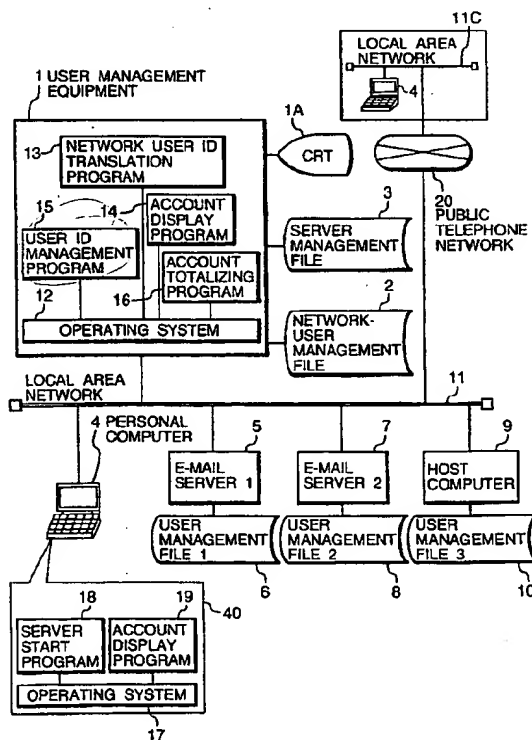 11C
LOCAL AREA
NETWORK
4
1 USER MANAGEMENT
EQUIPMENT
1A
CRT
13
NETWORK USER ID
TRANSLATION
PROGRAM
15
14
ACCOUNT
DISPLAY
PROGRAM
USER ID
MANAGEMENT
PROGRAM
16
ACCOUNT
TOTALIZING
PROGRAM
12
OPERATING SYSTEM
20
PUBLIC
TELEPHONE
NETWORK
3
SERVER
MANAGEMENT
FILE
2
NETWORK-
USER
MANAGEMENT
FILE
LOCAL AREA
NETWORK
11
4 PERSONAL
COMPUTER
5
E-MAIL
SERVER 1
7
E-MAIL
SERVER 2
9
HOST
COMPUTER
USER
MANAGEMENT
FILE 1
USER
MANAGEMENT
FILE 2
USER
MANAGEMENT
FILE 3
6
8
10
18
SERVER
START
PROGRAM
19
ACCOUNT
DISPLAY
PROGRAM
40
OPERATING SYSTEM
17